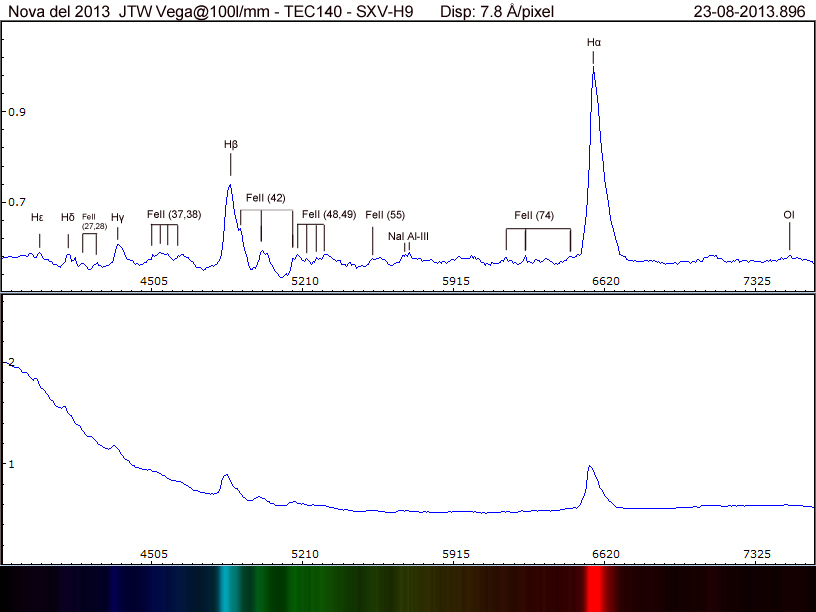 Nova del 2013 JTW Vega@100l/mm - TEC140 - SXV-H9 Disp: 7.8 Å/pixel 23-08-2013.896
Hα
0.9
Hβ
FeII (42)
0.7
Hε Hδ FeII (27,28) Hγ FeII (37,38) FeII (48,49) FeII (55) FeII (74) OI
NaI Al-III
4505 5210 5915 6620 7325
2
1
4505 5210 5915 6620 7325